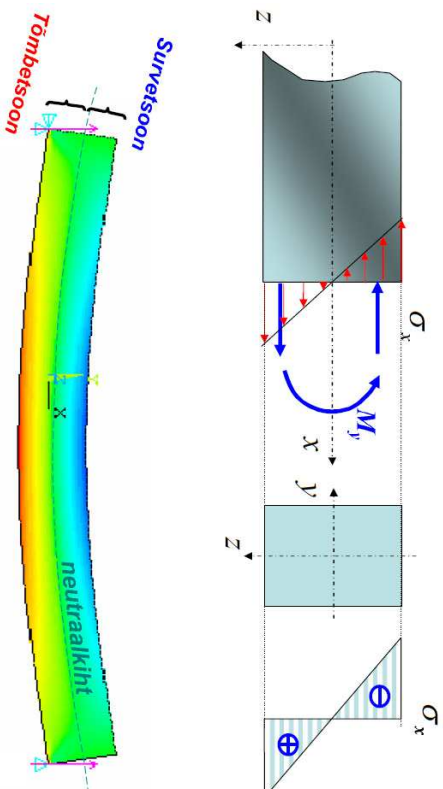 Survetsoon
Tõmbetsoon
neutraalkiht
X
Y
z
σx
My
x
y
z
⊖
⊕
σx